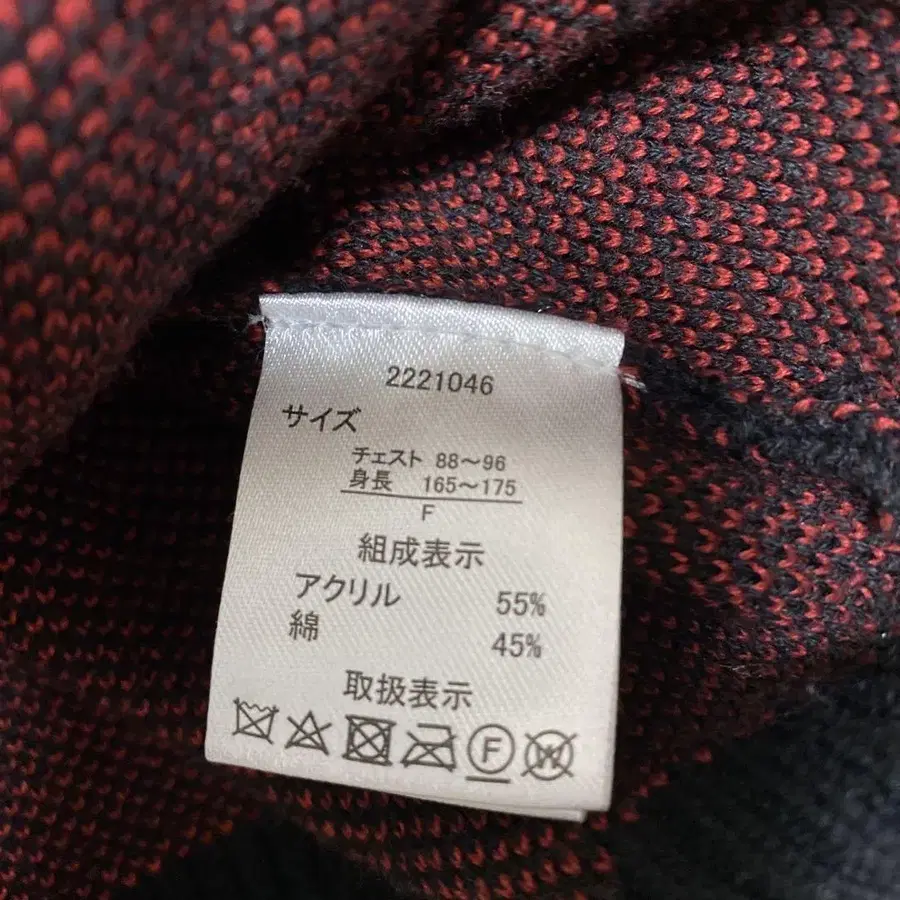 2221046
サイズ
チェスト 88～96
身長 165～175
F
組成表示
アクリル 55%
綿 45%
取扱表示
F W